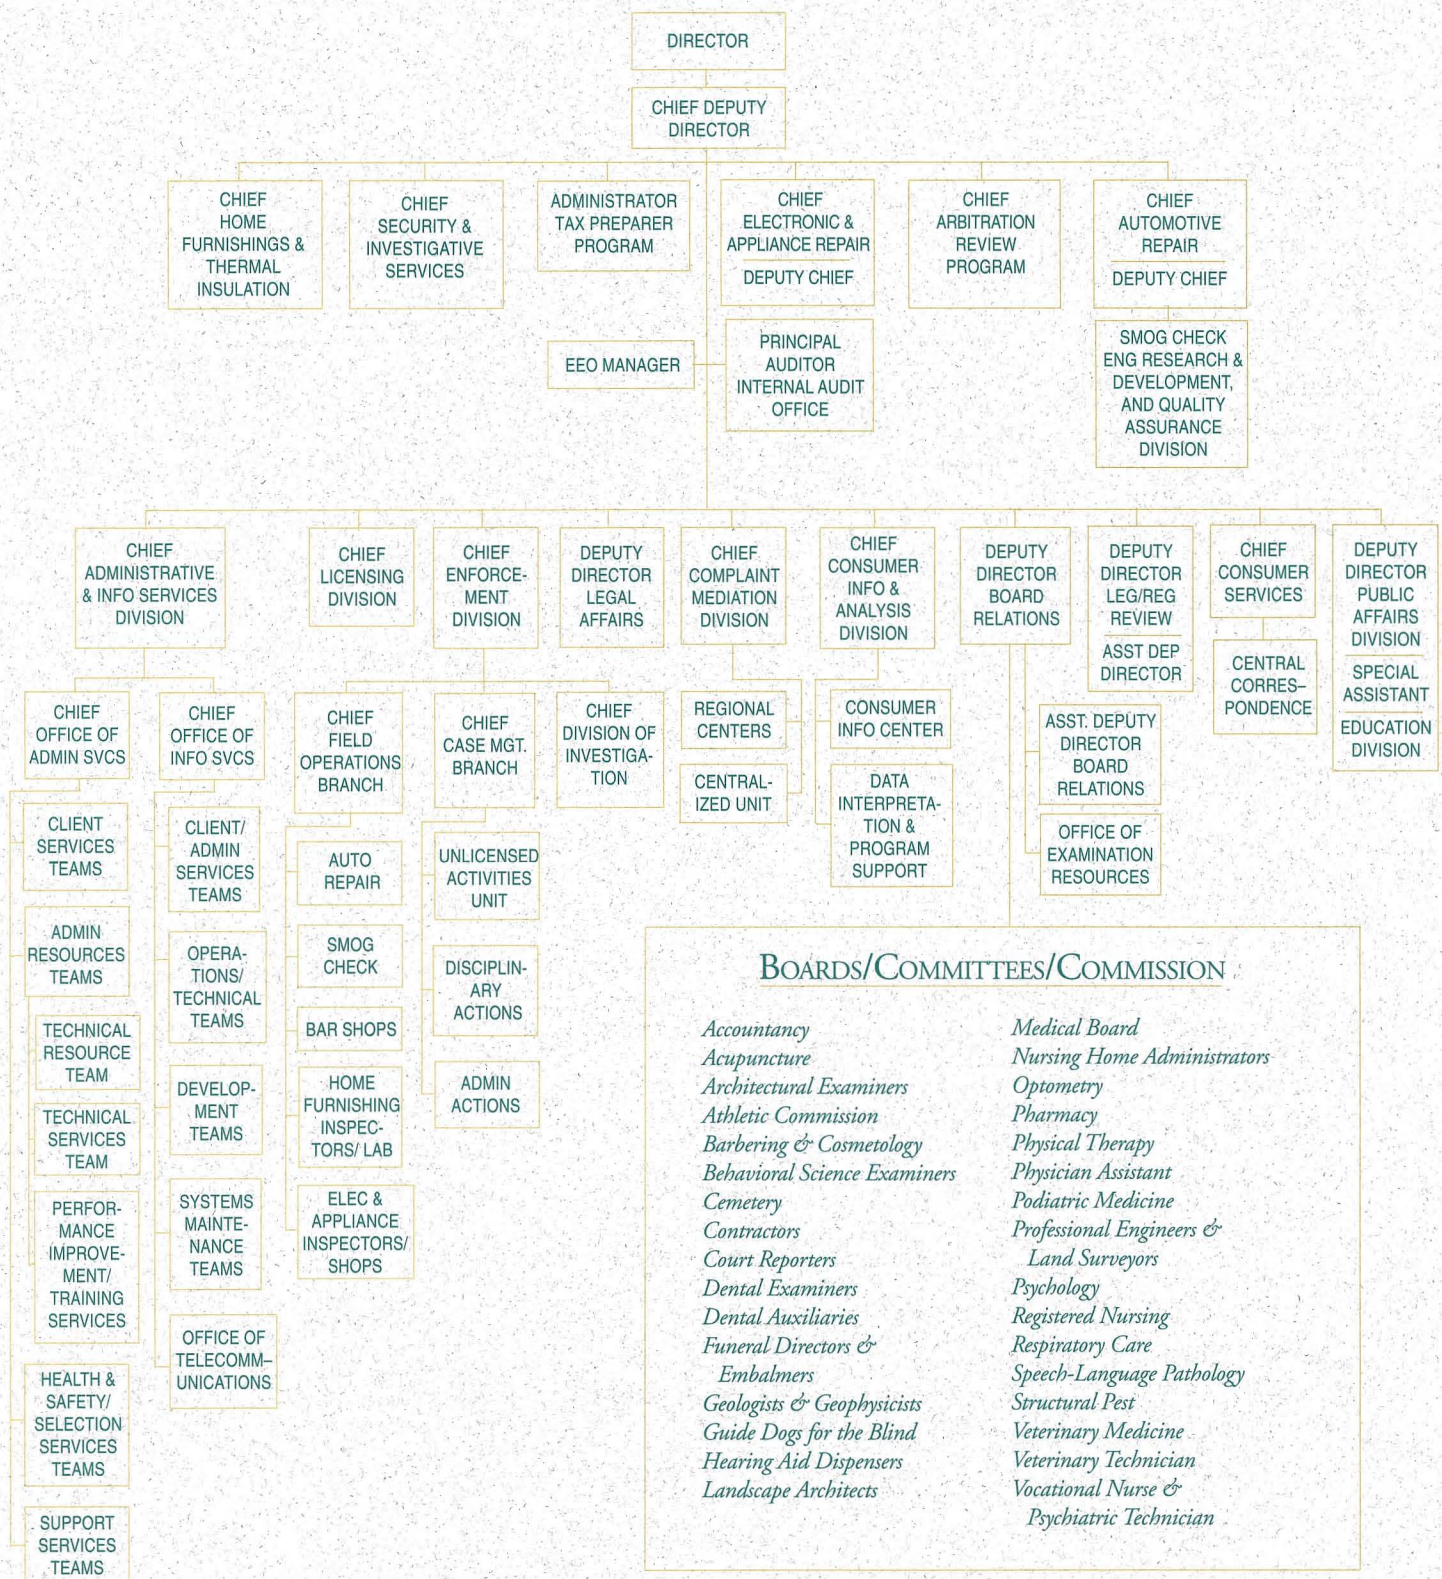 DIRECTOR
CHIEF DEPUTY
DIRECTOR
CHIEF
HOME
FURNISHINGS &
THERMAL
INSULATION
CHIEF
SECURITY &
INVESTIGATIVE
SERVICES
ADMINISTRATOR
TAX PREPARER
PROGRAM
CHIEF
ELECTRONIC &
APPLIANCE REPAIR
DEPUTY CHIEF
CHIEF
ARBITRATION
REVIEW
PROGRAM
CHIEF
AUTOMOTIVE
REPAIR
DEPUTY CHIEF
EEO MANAGER
PRINCIPAL
AUDITOR
INTERNAL AUDIT
OFFICE
SMOG CHECK
ENG RESEARCH &
DEVELOPMENT,
AND QUALITY
ASSURANCE
DIVISION
CHIEF
ADMINISTRATIVE
& INFO SERVICES
DIVISION
CHIEF
LICENSING
DIVISION
CHIEF
ENFORCE-
MENT
DIVISION
DEPUTY
DIRECTOR
LEGAL
AFFAIRS
CHIEF
COMPLAINT
MEDIATION
DIVISION
CHIEF
CONSUMER
INFO &
ANALYSIS
DIVISION
DEPUTY
DIRECTOR
BOARD
RELATIONS
DEPUTY
DIRECTOR
LEG/REG
REVIEW
ASST DEP
DIRECTOR
CHIEF
CONSUMER
SERVICES
DEPUTY
DIRECTOR
PUBLIC
AFFAIRS
DIVISION
SPECIAL
ASSISTANT
EDUCATION
DIVISION
CHIEF
OFFICE OF
ADMIN SVCS
CHIEF
OFFICE OF
INFO SVCS
CHIEF
FIELD
OPERATIONS
BRANCH
CHIEF
CASE MGT.
BRANCH
CHIEF
DIVISION OF
INVESTIGA-
TION
REGIONAL
CENTERS
CENTRAL-
IZED UNIT
CONSUMER
INFO CENTER
DATA
INTERPRETA-
TION &
PROGRAM
SUPPORT
ASST. DEPUTY
DIRECTOR
BOARD
RELATIONS
OFFICE OF
EXAMINATION
RESOURCES
CENTRAL
CORRES-
PONDENCE
CLIENT
SERVICES
TEAMS
ADMIN
RESOURCES
TEAMS
TECHNICAL
RESOURCE
TEAM
TECHNICAL
SERVICES
TEAM
PERFOR-
MANCE
IMPROVE-
MENT/
TRAINING
SERVICES
HEALTH &
SAFETY/
SELECTION
SERVICES
TEAMS
SUPPORT
SERVICES
TEAMS
CLIENT/
ADMIN
SERVICES
TEAMS
OPERA-
TIONS/
TECHNICAL
TEAMS
DEVELOP-
MENT
TEAMS
SYSTEMS
MAINTE-
NANCE
TEAMS
OFFICE OF
TELECOMM-
UNICATIONS
AUTO
REPAIR
SMOG
CHECK
BAR SHOPS
HOME
FURNISHING
INSPEC-
TORS/ LAB
ELEC &
APPLIANCE
INSPECTORS/
SHOPS
UNLICENSED
ACTIVITIES
UNIT
DISCIPLIN-
ARY
ACTIONS
ADMIN
ACTIONS
BOARDS/COMMITTEES/COMMISSION
Accountancy
Acupuncture
Architectural Examiners
Athletic Commission
Barbering & Cosmetology
Behavioral Science Examiners
Cemetery
Contractors
Court Reporters
Dental Examiners
Dental Auxiliaries
Funeral Directors &
Embalmers
Geologists & Geophysicists
Guide Dogs for the Blind
Hearing Aid Dispensers
Landscape Architects
Medical Board
Nursing Home Administrators
Optometry
Pharmacy
Physical Therapy
Physician Assistant
Podiatric Medicine
Professional Engineers &
Land Surveyors
Psychology
Registered Nursing
Respiratory Care
Speech-Language Pathology
Structural Pest
Veterinary Medicine
Veterinary Technician
Vocational Nurse &
Psychiatric Technician